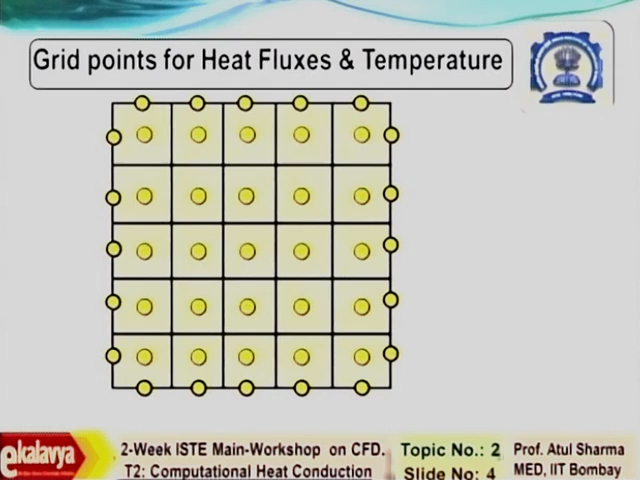 Grid points for Heat Fluxes & Temperature
ekalavya
2-Week ISTE Main-Workshop on CFD.
T2: Computational Heat Conduction
Topic No.: 2
Slide No: 4
Prof. Atul Sharma
MED, IIT Bombay